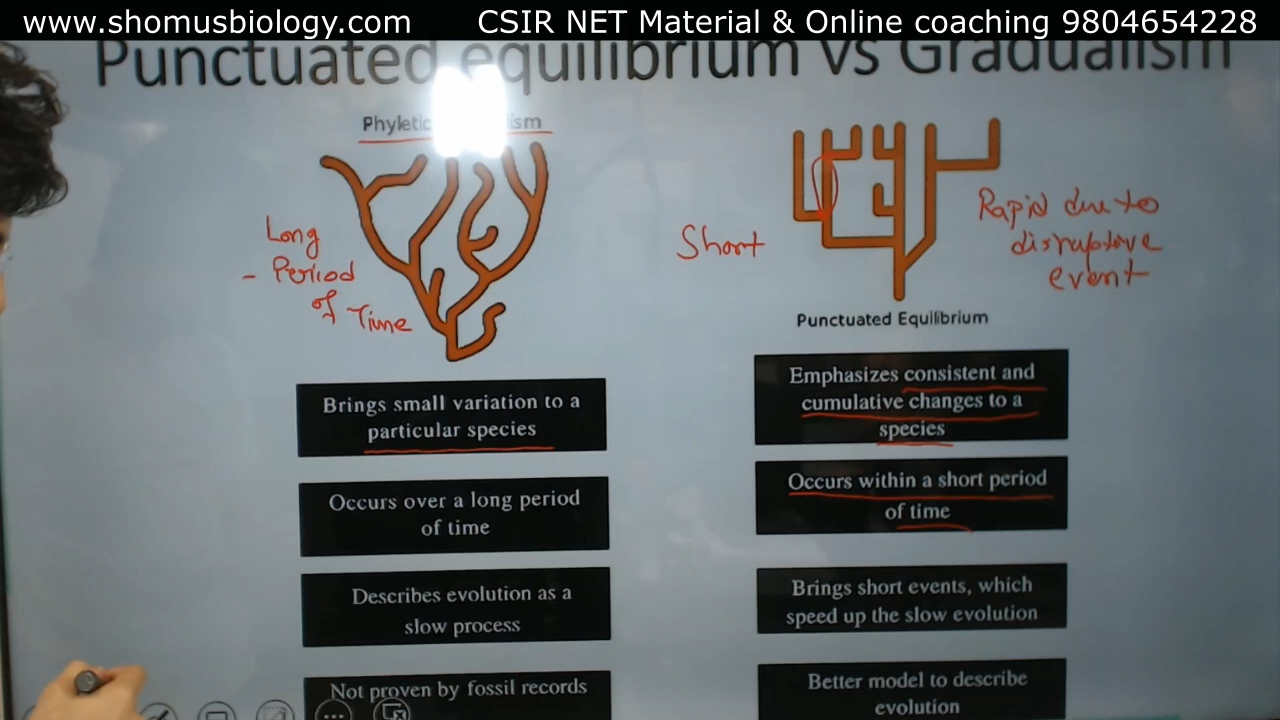 www.shomusbiology.com CSIR NET Material & Online coaching 9804654228
Punctuated equilibrium vs Gradualism
Phyletic
Long
- Period
of Time
Short
Rapid due to
disruptive
event
Punctuated Equilibrium
Brings small variation to a
particular species
Occurs over a long period
of time
Describes evolution as a
slow process
Not proven by fossil records
Emphasizes consistent and
cumulative changes to a
species
Occurs within a short period
of time
Brings short events, which
speed up the slow evolution
Better model to describe
evolution